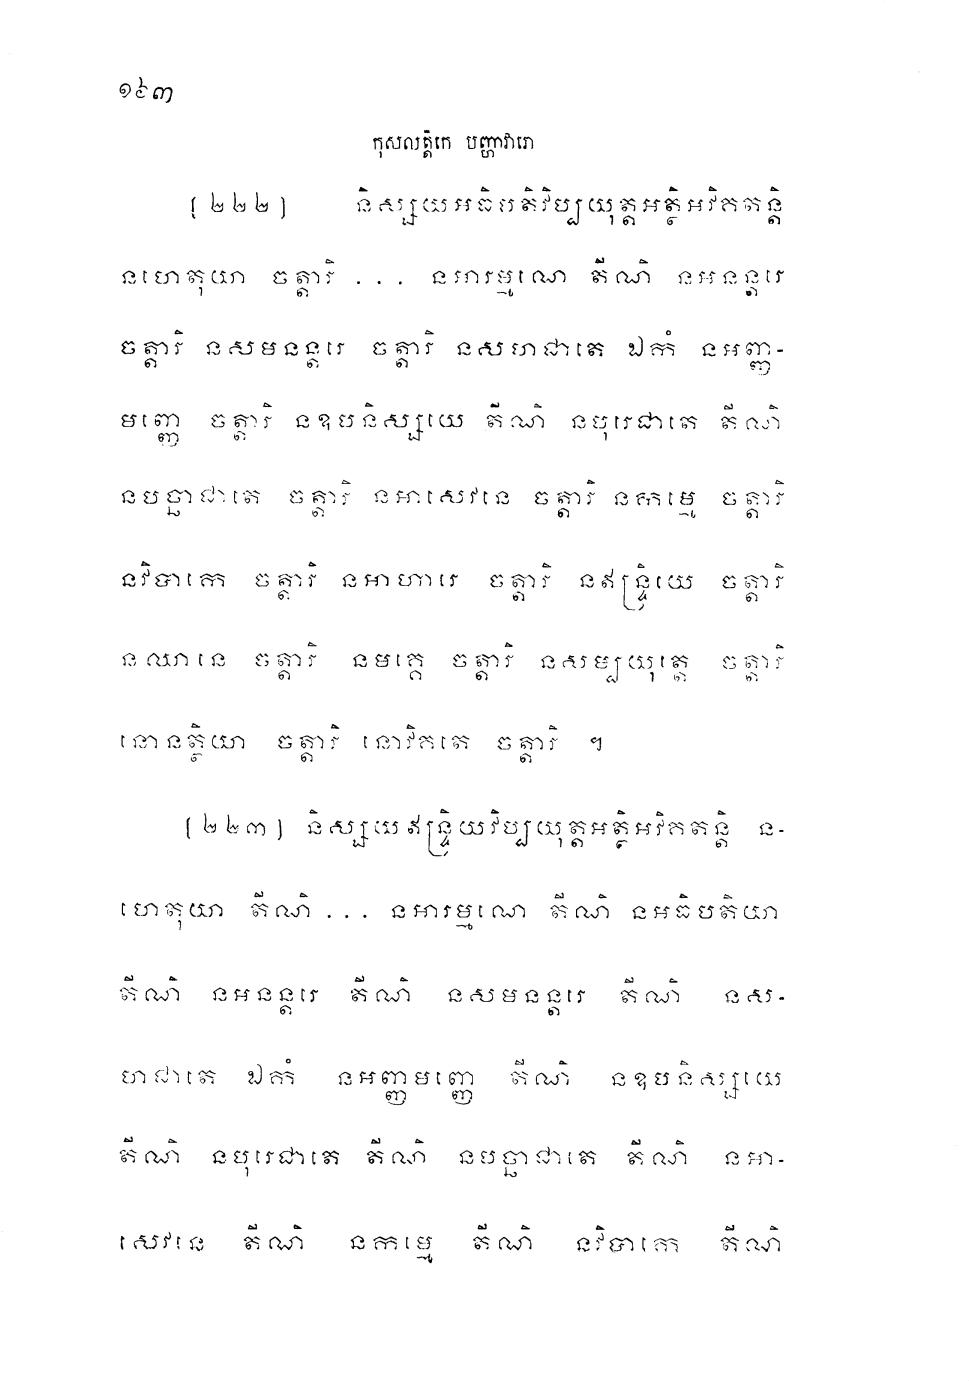 ១៩៣
កុសលត្តិកេ បញ្ហាវារោ
[២២២] និស្សយអធិបតិវិប្បយុត្តអត្ថិអវិគតន្តិ
នហេតុយា ចត្តារិ ... នអារម្មណេ តីណិ នអនន្តរេ
ចត្តារិ នសមនន្តរេ ចត្តារិ នសហជាតេ ឯកំ នអញ្ញ-
មញ្ញេ ចត្តារិ នឧបនិស្សយេ តីណិ នបុរេជាតេ តីណិ
នបច្ឆាជាតេ ចត្តារិ នអាសេវនេ ចត្តារិ នកម្មេ ចត្តារិ
នវិបាកេ ចត្តារិ នអាហារេ ចត្តារិ នឥន្ទ្រិយេ ចត្តារិ
នឈានេ ចត្តារិ នមគ្គេ ចត្តារិ នសម្បយុត្តេ ចត្តារិ
នោនត្ថិយា ចត្តារិ នោវិគតេ ចត្តារិ ។
[២២៣] និស្សយឥន្ទ្រិយវិប្បយុត្តអត្ថិអវិគតន្តិ ន-
ហេតុយា តីណិ ... នអារម្មណេ តីណិ នអធិបតិយា
តីណិ នអនន្តរេ តីណិ នសមនន្តរេ តីណិ នស-
ហជាតេ ឯកំ នអញ្ញមញ្ញេ តីណិ នឧបនិស្សយេ
តីណិ នបុរេជាតេ តីណិ នបច្ឆាជាតេ តីណិ នអា-
សេវនេ តីណិ នកម្មេ តីណិ នវិបាកេ តីណិ